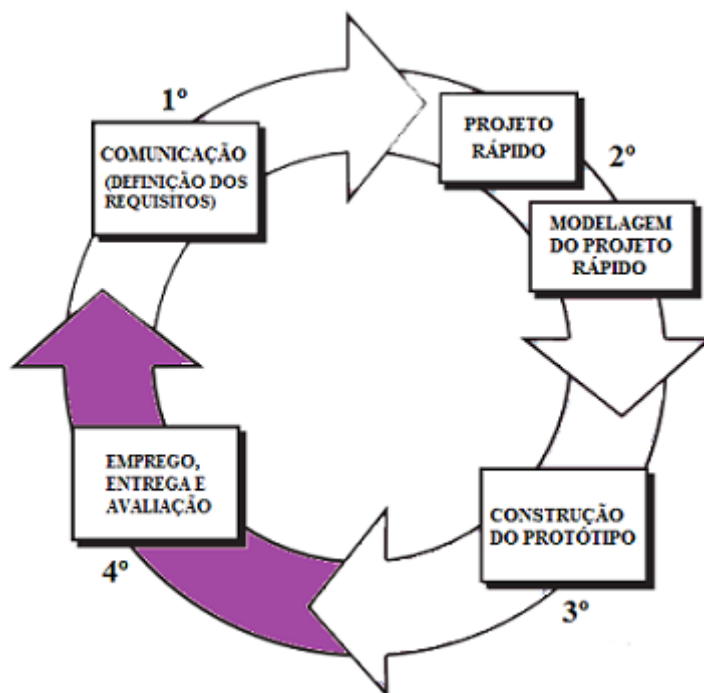 1º
COMUNICAÇÃO
(DEFINIÇÃO DOS
REQUISITOS)
PROJETO
RÁPIDO
2º
MODELAGEM
DO PROJETO
RÁPIDO
CONSTRUÇÃO
DO PROTÓTIPO
3º
EMPREGO,
ENTREGA E
AVALIAÇÃO
4º